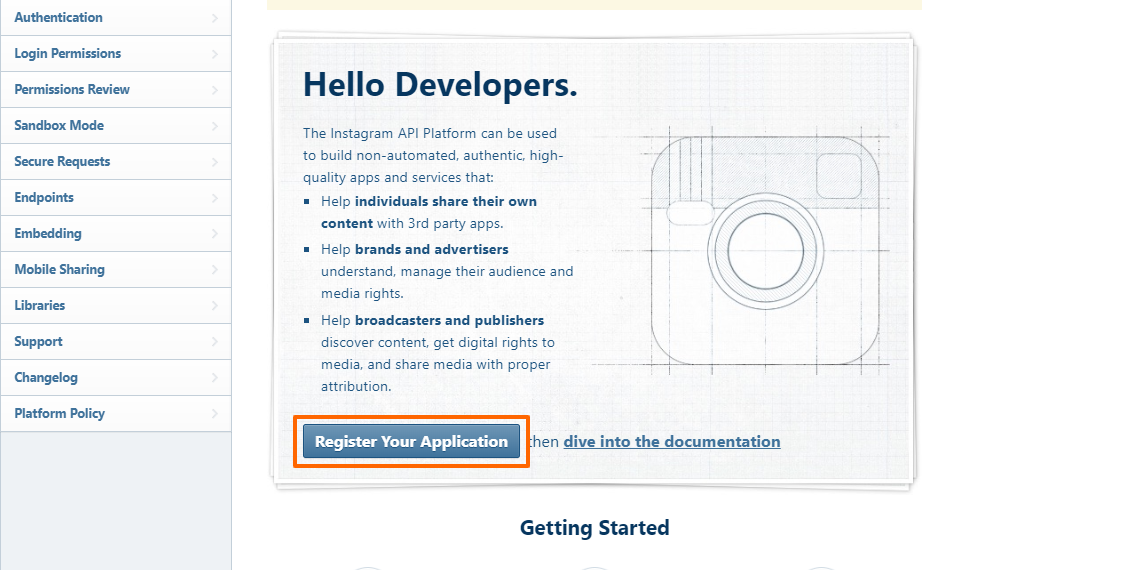 Authentication
Login Permissions
Permissions Review
Sandbox Mode
Secure Requests
Endpoints
Embedding
Mobile Sharing
Libraries
Support
Changelog
Platform Policy
Hello Developers.
The Instagram API Platform can be used
to build non-automated, authentic, high-
quality apps and services that:
Help individuals share their own
content with 3rd party apps.
Help brands and advertisers
understand, manage their audience and
media rights.
Help broadcasters and publishers
discover content, get digital rights to
media, and share media with proper
attribution.
Register Your Application then dive into the documentation
Getting Started